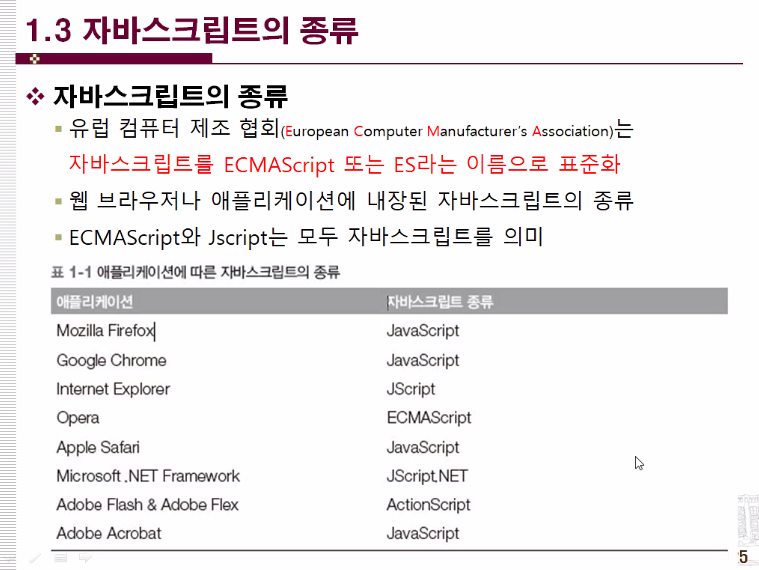 1.3 자바스크립트의 종류
자바스크립트의 종류
유럽 컴퓨터 제조 협회(European Computer Manufacturer's Association)는
자바스크립트를 ECMAScript 또는 ES라는 이름으로 표준화
웹 브라우저나 애플리케이션에 내장된 자바스크립트의 종류
ECMAScript와 Jscript는 모두 자바스크립트를 의미
표 1-1 애플리케이션에 따른 자바스크립트의 종류
애플리케이션 자바스크립트 종류
Mozilla Firefox JavaScript
Google Chrome JavaScript
Internet Explorer JScript
Opera ECMAScript
Apple Safari JavaScript
Microsoft .NET Framework JScript.NET
Adobe Flash & Adobe Flex ActionScript
Adobe Acrobat JavaScript
5